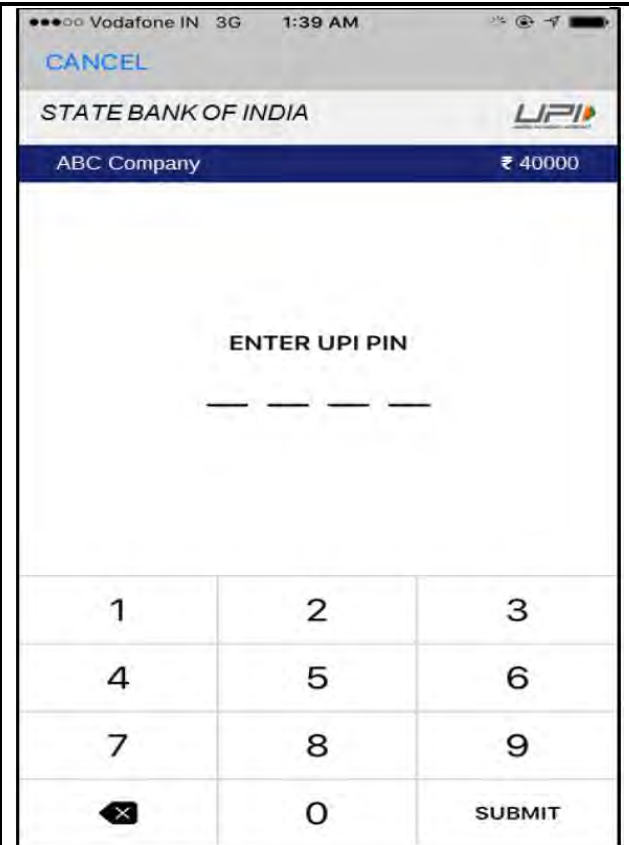 Vodafone IN 3G 1:39 AM
CANCEL
STATE BANK OF INDIA UPI
ABC Company ₹ 40000
ENTER UPI PIN
1 2 3
4 5 6
7 8 9
0 SUBMIT